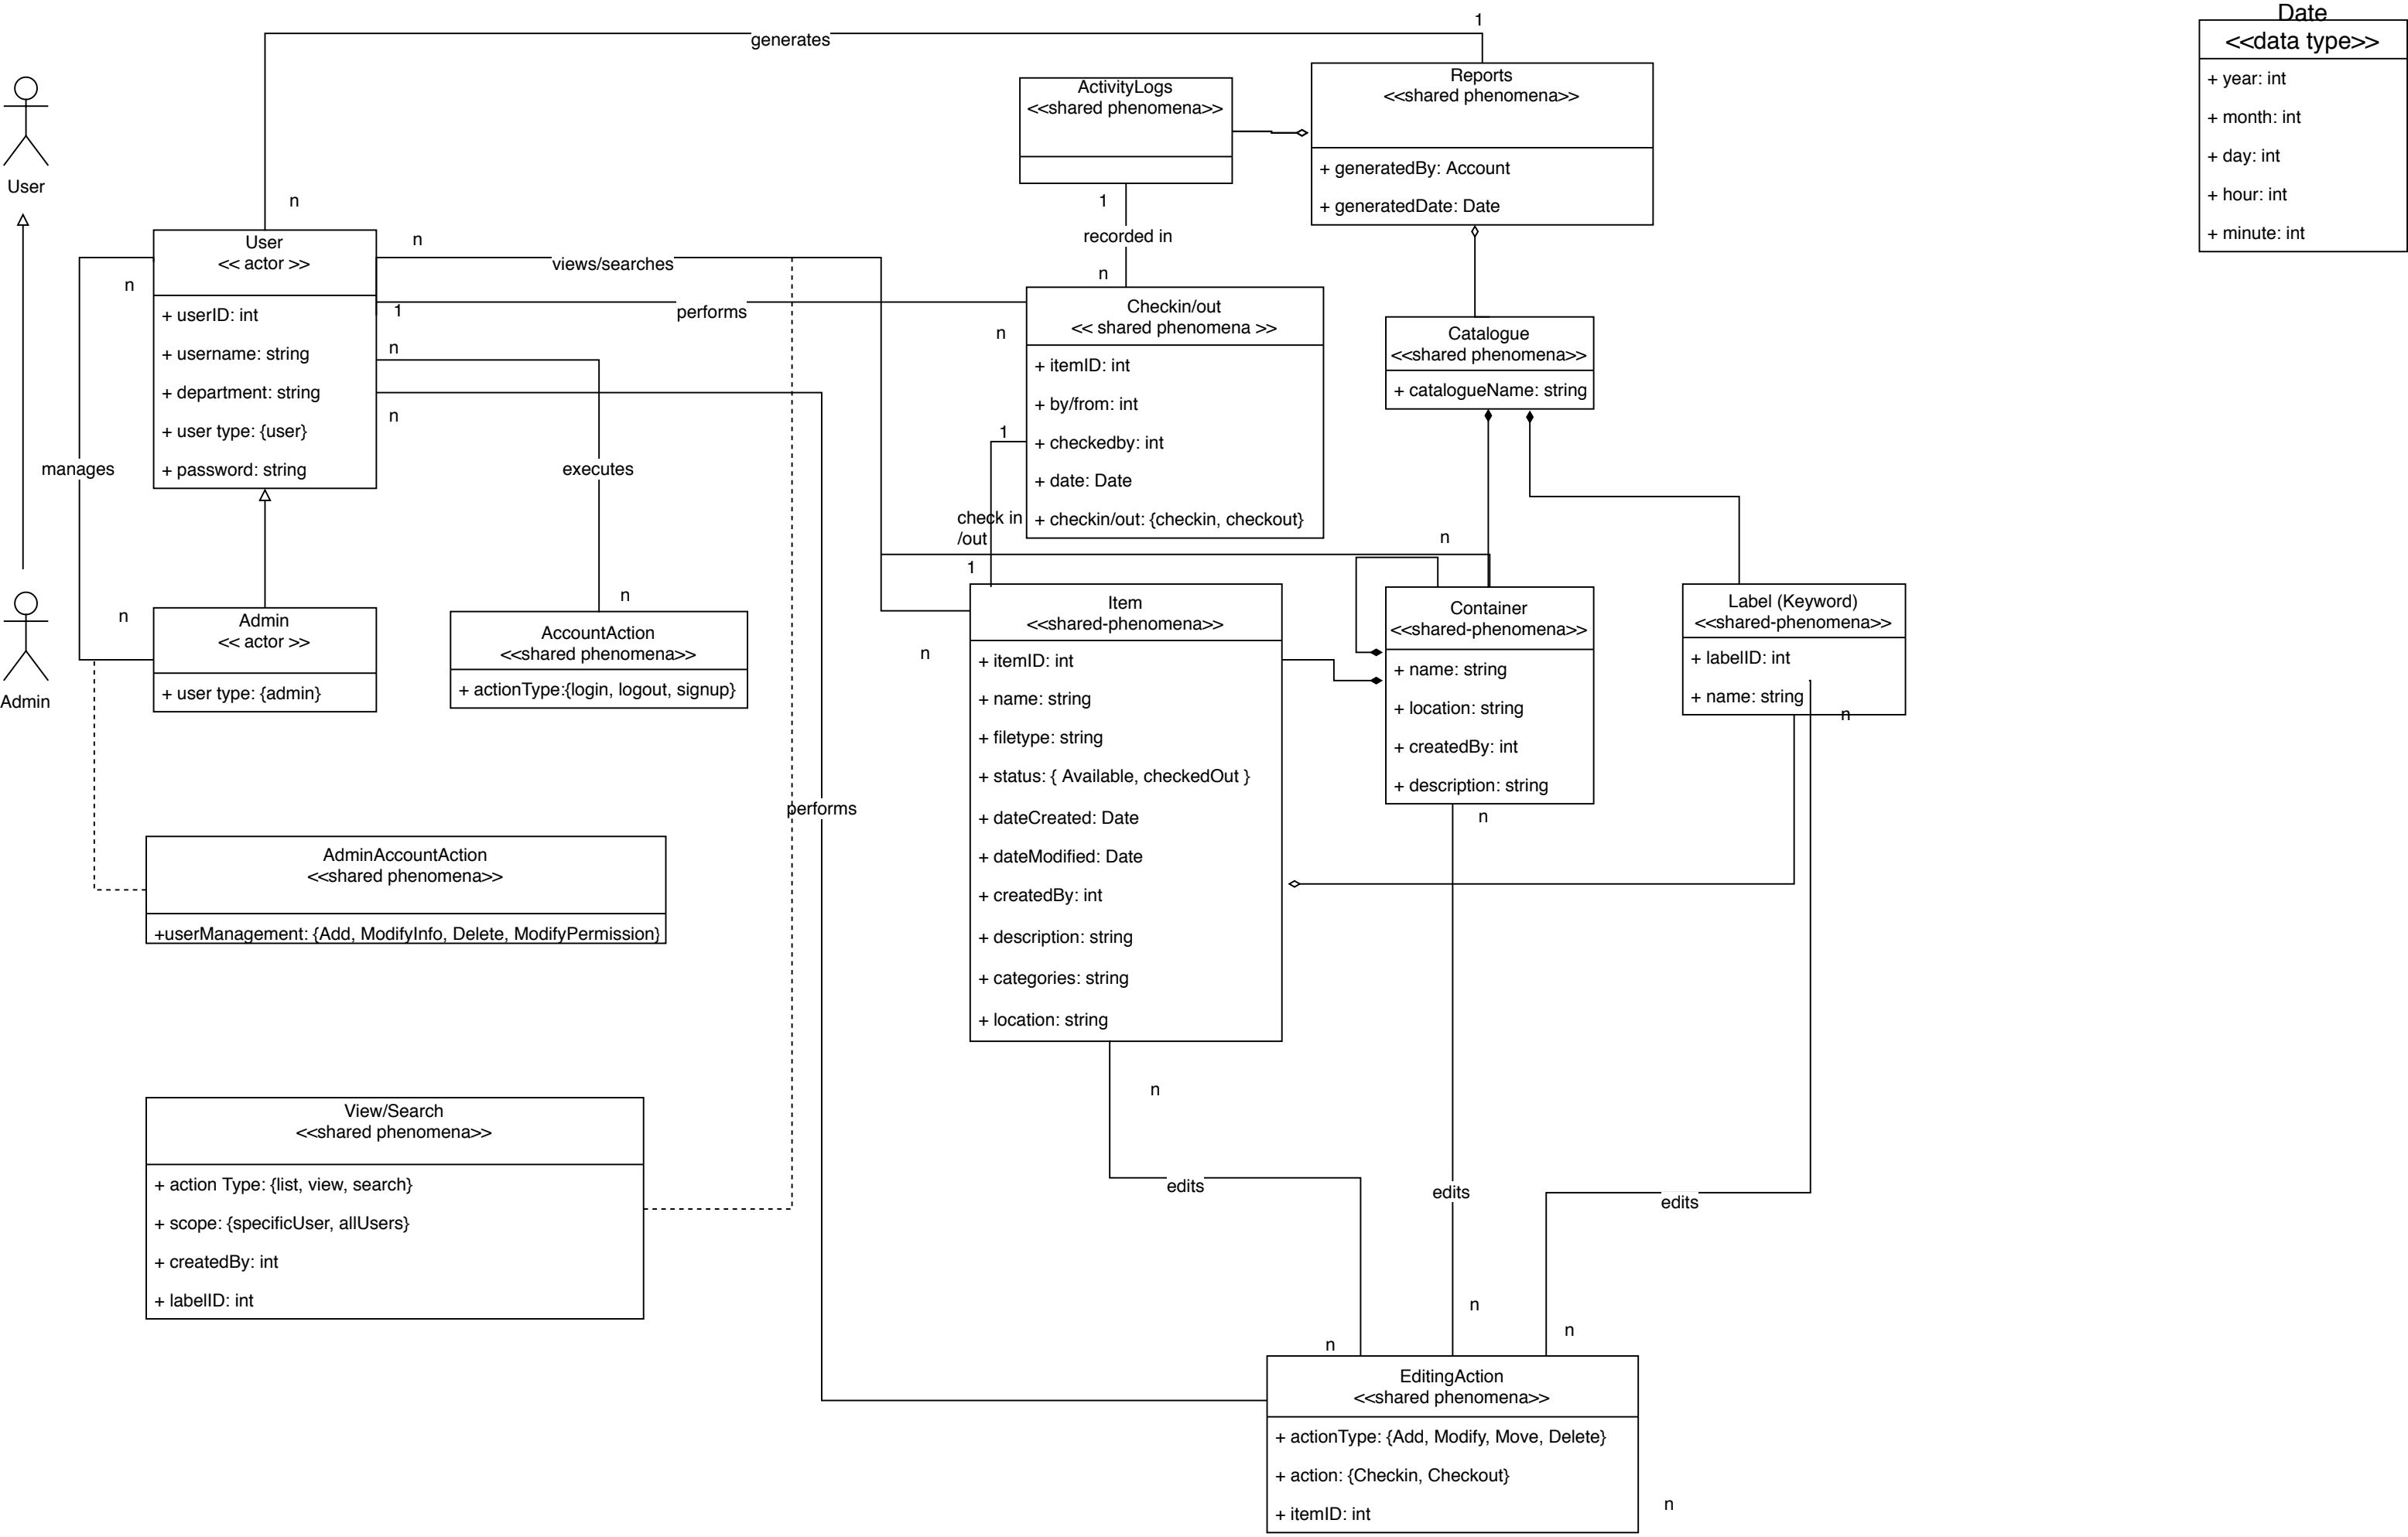 Date
<<data type>>
+ year: int
+ month: int
+ day: int
+ hour: int
+ minute: int
1
generates
Reports
<<shared phenomena>>
+ generatedBy: Account
+ generatedDate: Date
ActivityLogs
<<shared phenomena>>
1
recorded in
n
User
n
User
<< actor >>
+ userID: int
+ username: string
+ department: string
+ user type: {user}
+ password: string
n
views/searches
1
performs
n
n
n
n
manages
executes
Checkin/out
<< shared phenomena >>
+ itemID: int
+ by/from: int
+ checkedby: int
+ date: Date
+ checkin/out: {checkin, checkout}
1
check in
/out
1
Catalogue
<<shared phenomena>>
+ catalogueName: string
n
Admin
n
Admin
<< actor >>
+ user type: {admin}
n
AccountAction
<<shared phenomena>>
+ actionType:{login, logout, signup}
n
Item
<<shared-phenomena>>
+ itemID: int
+ name: string
+ filetype: string
+ status: { Available, checkedOut }
+ dateCreated: Date
+ dateModified: Date
+ createdBy: int
+ description: string
+ categories: string
+ location: string
Container
<<shared-phenomena>>
+ name: string
+ location: string
+ createdBy: int
+ description: string
n
Label (Keyword)
<<shared-phenomena>>
+ labelID: int
+ name: string
n
performs
AdminAccountAction
<<shared phenomena>>
+userManagement: {Add, ModifyInfo, Delete, ModifyPermission}
View/Search
<<shared phenomena>>
+ action Type: {list, view, search}
+ scope: {specificUser, allUsers}
+ createdBy: int
+ labelID: int
n
edits
edits
edits
n
n
n
EditingAction
<<shared phenomena>>
+ actionType: {Add, Modify, Move, Delete}
+ action: {Checkin, Checkout}
+ itemID: int
n